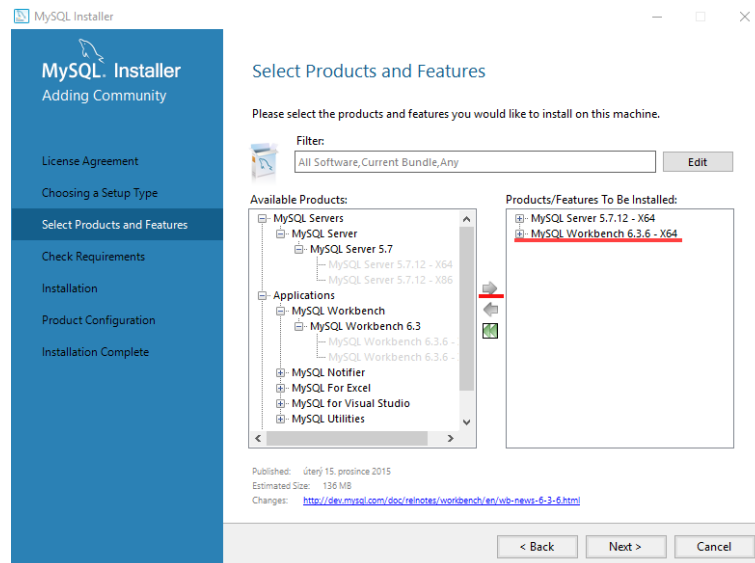 MySQL Installer
MySQL. Installer
Adding Community
License Agreement
Choosing a Setup Type
Select Products and Features
Check Requirements
Installation
Product Configuration
Installation Complete
Select Products and Features
Please select the products and features you would like to install on this machine.
Filter:
All Software,Current Bundle,Any
Edit
Available Products:
MySQL Servers
MySQL Server
MySQL Server 5.7
MySQL Server 5.7.12 - X64
MySQL Server 5.7.12 - X86
Applications
MySQL Workbench
MySQL Workbench 6.3
MySQL Workbench 6.3.6 -
MySQL Workbench 6.3.6 -
MySQL Notifier
MySQL For Excel
MySQL for Visual Studio
MySQL Utilities
Products/Features To Be Installed:
MySQL Server 5.7.12 - X64
MySQL Workbench 6.3.6 - X64
Published: úterý 15. prosince 2015
Estimated Size: 136 MB
Changes: http://dev.mysql.com/doc/relnotes/workbench/en/wb-news-6-3-6.html
< Back
Next >
Cancel